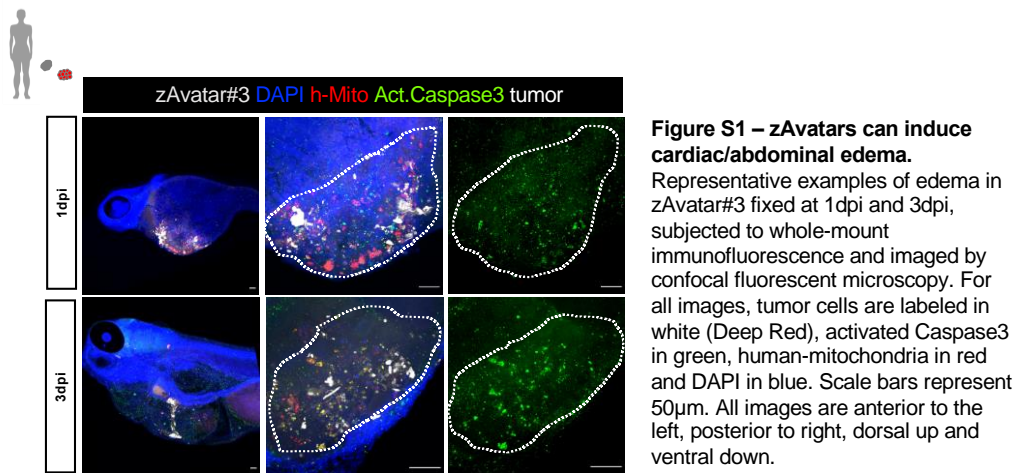 zAvatar#3 DAPI h-Mito Act.Caspase3 tumor
1dpi
3dpi
Figure S1 – zAvatars can induce
cardiac/abdominal edema.
Representative examples of edema in
zAvatar#3 fixed at 1dpi and 3dpi,
subjected to whole-mount
immunofluorescence and imaged by
confocal fluorescent microscopy. For
all images, tumor cells are labeled in
white (Deep Red), activated Caspase3
in green, human-mitochondria in red
and DAPI in blue. Scale bars represent
50µm. All images are anterior to the
left, posterior to right, dorsal up and
ventral down.